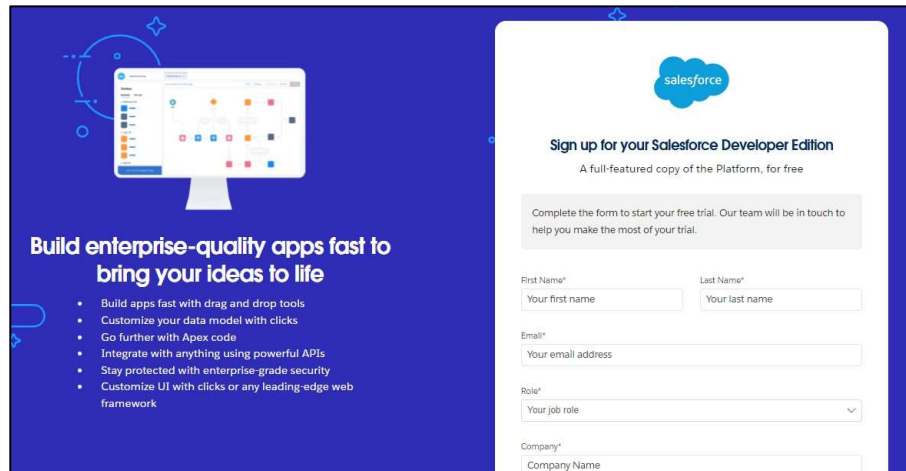 Build enterprise-quality apps fast to
bring your ideas to life
• Build apps fast with drag and drop tools
• Customize your data model with clicks
• Go further with Apex code
• Integrate with anything using powerful APIs
• Stay protected with enterprise-grade security
• Customize UI with clicks or any leading-edge web
framework
salesforce
Sign up for your Salesforce Developer Edition
A full-featured copy of the Platform, for free
Complete the form to start your free trial. Our team will be in touch to
help you make the most of your trial.
First Name* Last Name*
Your first name Your last name
Email*
Your email address
Role*
Your job role
Company*
Company Name